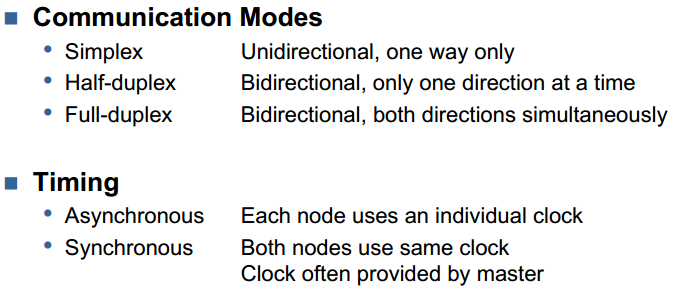 Communication Modes
Simplex Unidirectional, one way only
Half-duplex Bidirectional, only one direction at a time
Full-duplex Bidirectional, both directions simultaneously
Timing
Asynchronous Each node uses an individual clock
Synchronous Both nodes use same clock
Clock often provided by master